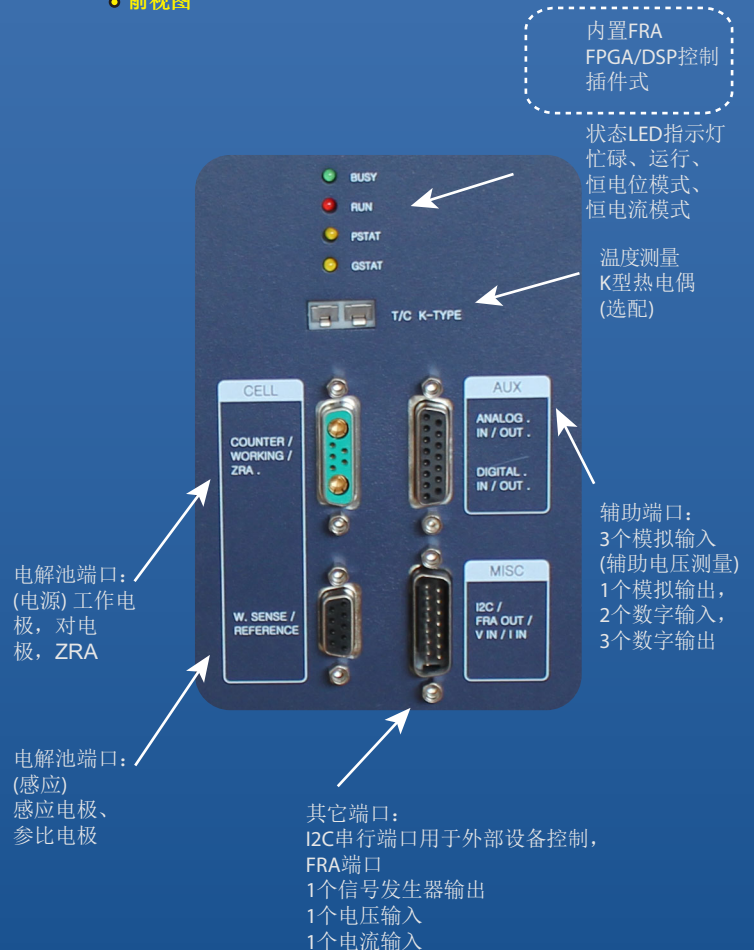 前视图
内置FRA
FPGA/DSP控制
插件式
状态LED指示灯
忙碌、运行、
恒电位模式、
恒电流模式
BUSY
RUN
PSTAT
GSTAT
温度测量
K型热电偶
(选配)
T/C K-TYPE
CELL
COUNTER /
WORKING /
ZRA .
W. SENSE /
REFERENCE
AUX
ANALOG .
IN / OUT .
DIGITAL .
IN / OUT .
MISC
I2C /
FRA OUT /
V IN / I IN
辅助端口：
3个模拟输入
(辅助电压测量)
1个模拟输出，
2个数字输入，
3个数字输出
电解池端口：
(电源) 工作电
极，对电
极，ZRA
电解池端口：
(感应)
感应电极、
参比电极
其它端口：
I2C串行端口用于外部设备控制，
FRA端口
1个信号发生器输出
1个电压输入
1个电流输入